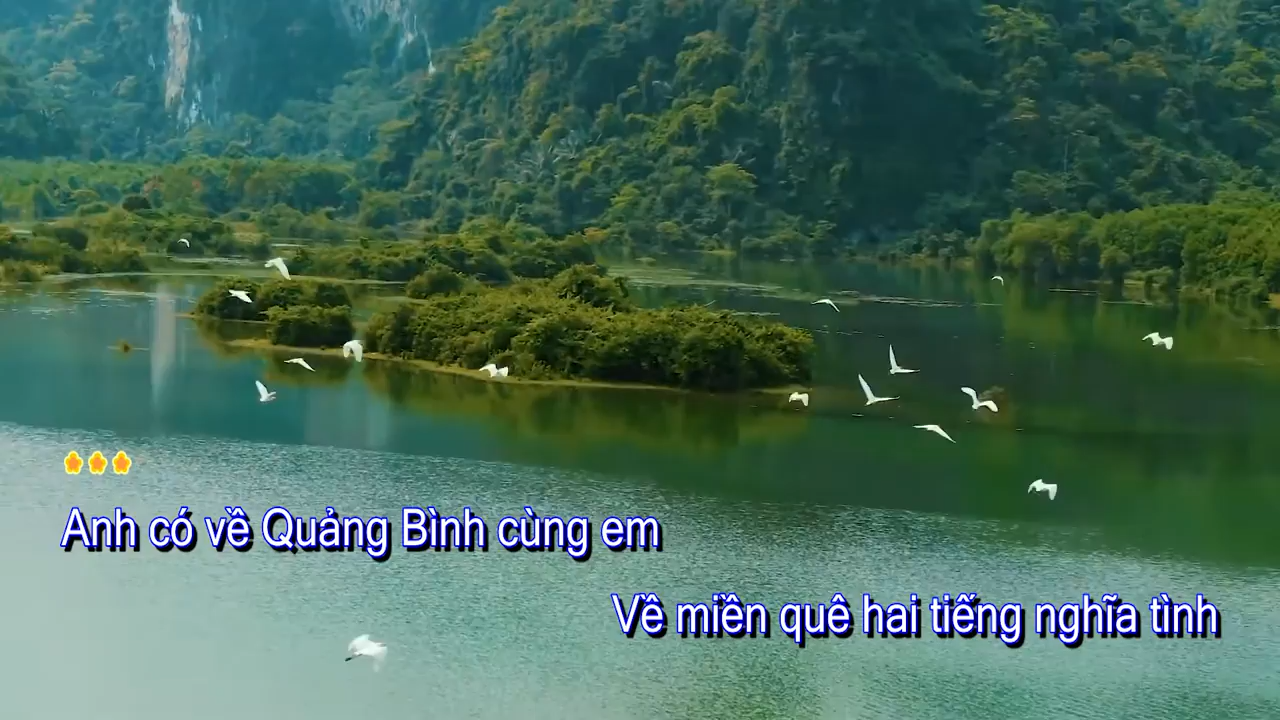 Anh có về Quảng Bình cùng em
Về miền quê hai tiếng nghĩa tình